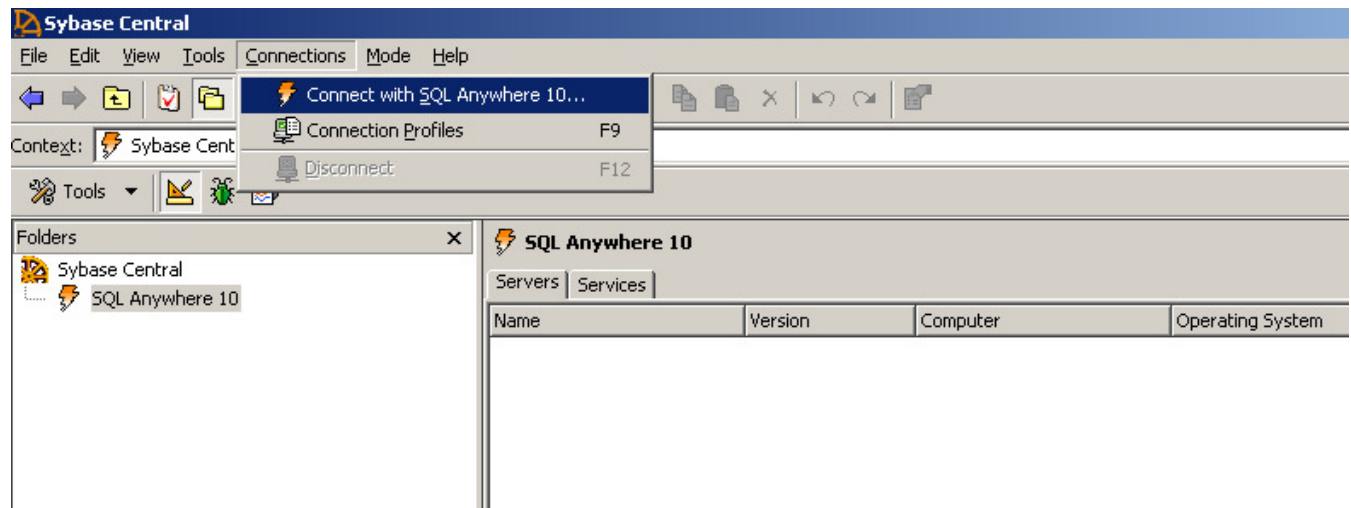 Sybase Central
File Edit View Tools Connections Mode Help
Connect with SQL Anywhere 10...
Connection Profiles F9
Disconnect F12
Context: Sybase Cent
Tools
Folders
Sybase Central
SQL Anywhere 10
SQL Anywhere 10
Servers Services
Name Version Computer Operating System